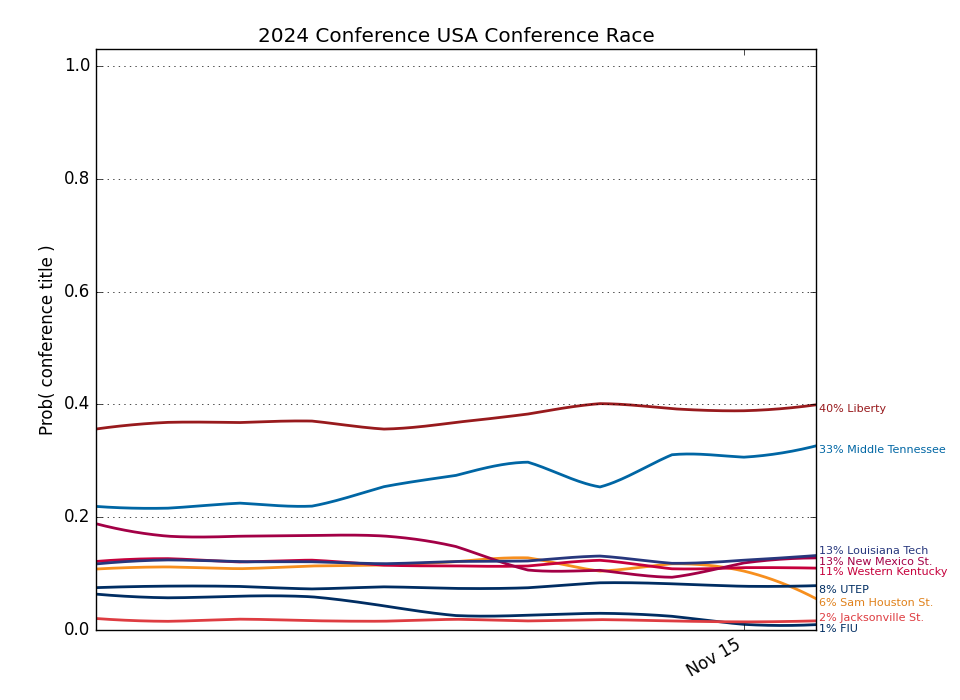 2024 Conference USA Conference Race
1.0
0.8
0.6
0.4
0.2
0.0
Prob( conference title )
40% Liberty
33% Middle Tennessee
13% Louisiana Tech
13% New Mexico St.
11% Western Kentucky
8% UTEP
6% Sam Houston St.
2% Jacksonville St.
1% FIU
Nov 15